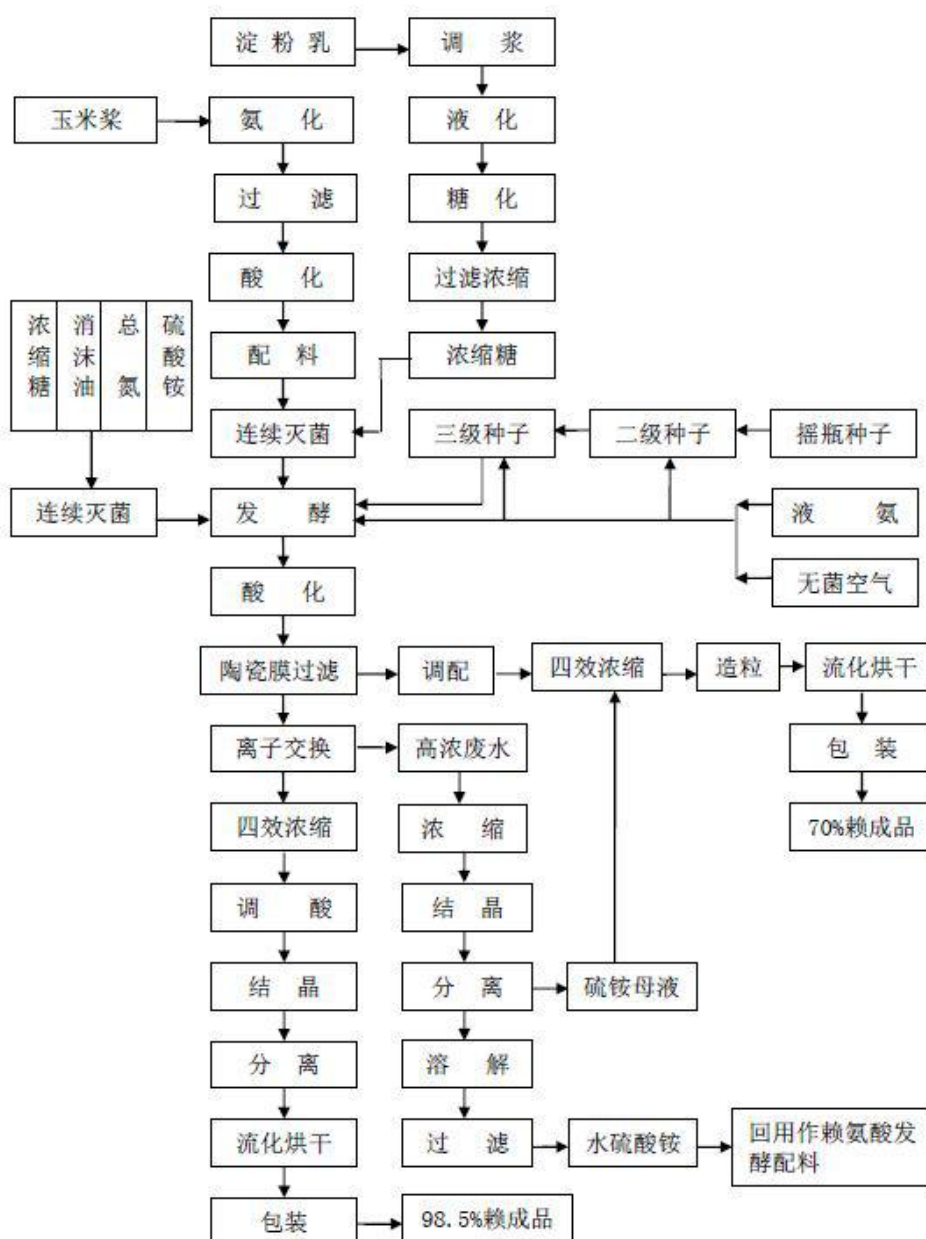 淀粉乳
调浆
玉米浆
氨化
液化
过滤
糖化
酸化
过滤浓缩
浓缩糖
消沫油
总氮
硫酸铵
配料
浓缩糖
连续灭菌
三级种子
二级种子
摇瓶种子
连续灭菌
发酵
液氨
酸化
无菌空气
陶瓷膜过滤
调配
四效浓缩
造粒
流化烘干
离子交换
高浓废水
包装
四效浓缩
浓缩
70%赖成品
调酸
结晶
结晶
分离
硫铵母液
分离
溶解
流化烘干
过滤
水硫酸铵
回用作赖氨酸发
酵配料
包装
98.5%赖成品